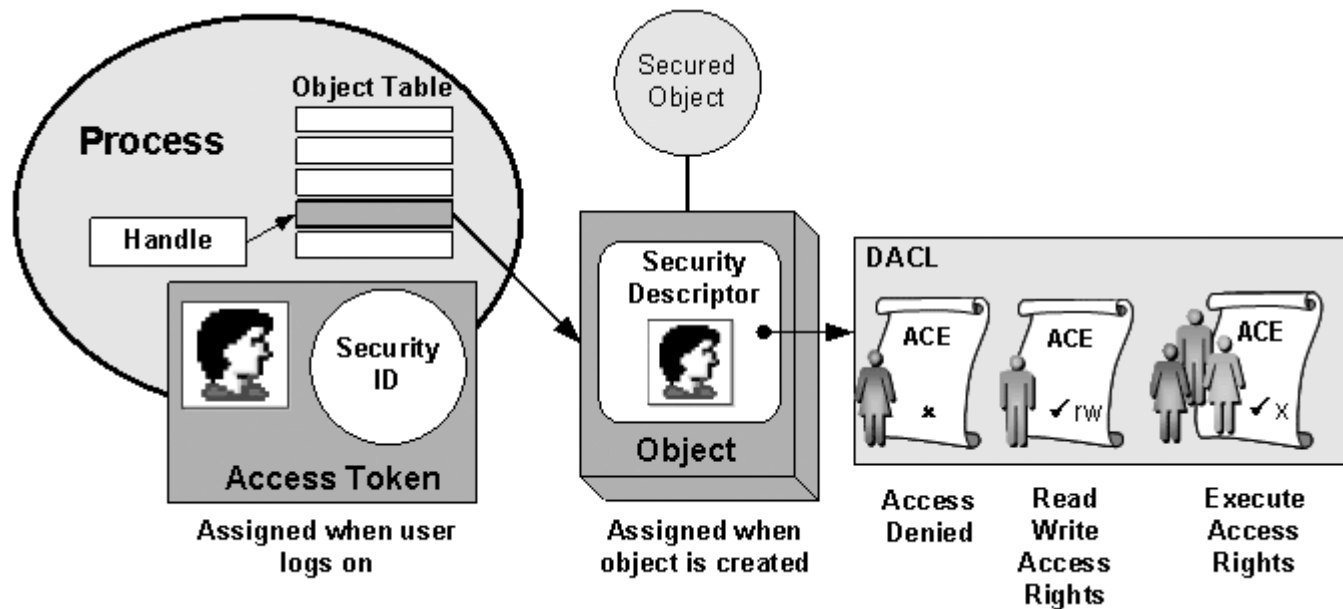 Process
Object Table
Handle
Security
ID
Access Token
Assigned when user
logs on
Secured
Object
Security
Descriptor
Object
Assigned when
object is created
DACL
ACE
x
Access
Denied
ACE
✓ rw
Read
Write
Access
Rights
ACE
✓ x
Execute
Access
Rights